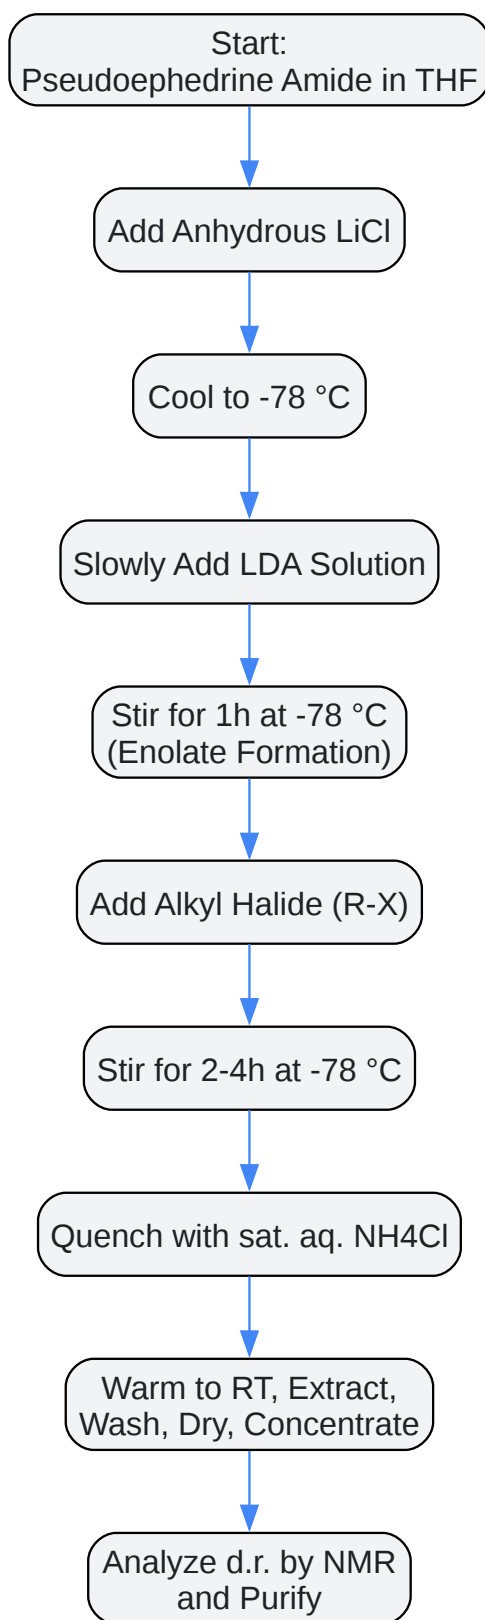 Start:
Pseudoephedrine Amide in THF
Add Anhydrous LiCl
Cool to -78 °C
Slowly Add LDA Solution
Stir for 1h at -78 °C
(Enolate Formation)
Add Alkyl Halide (R-X)
Stir for 2-4h at -78 °C
Quench with sat. aq. NH4Cl
Warm to RT, Extract,
Wash, Dry, Concentrate
Analyze d.r. by NMR
and Purify